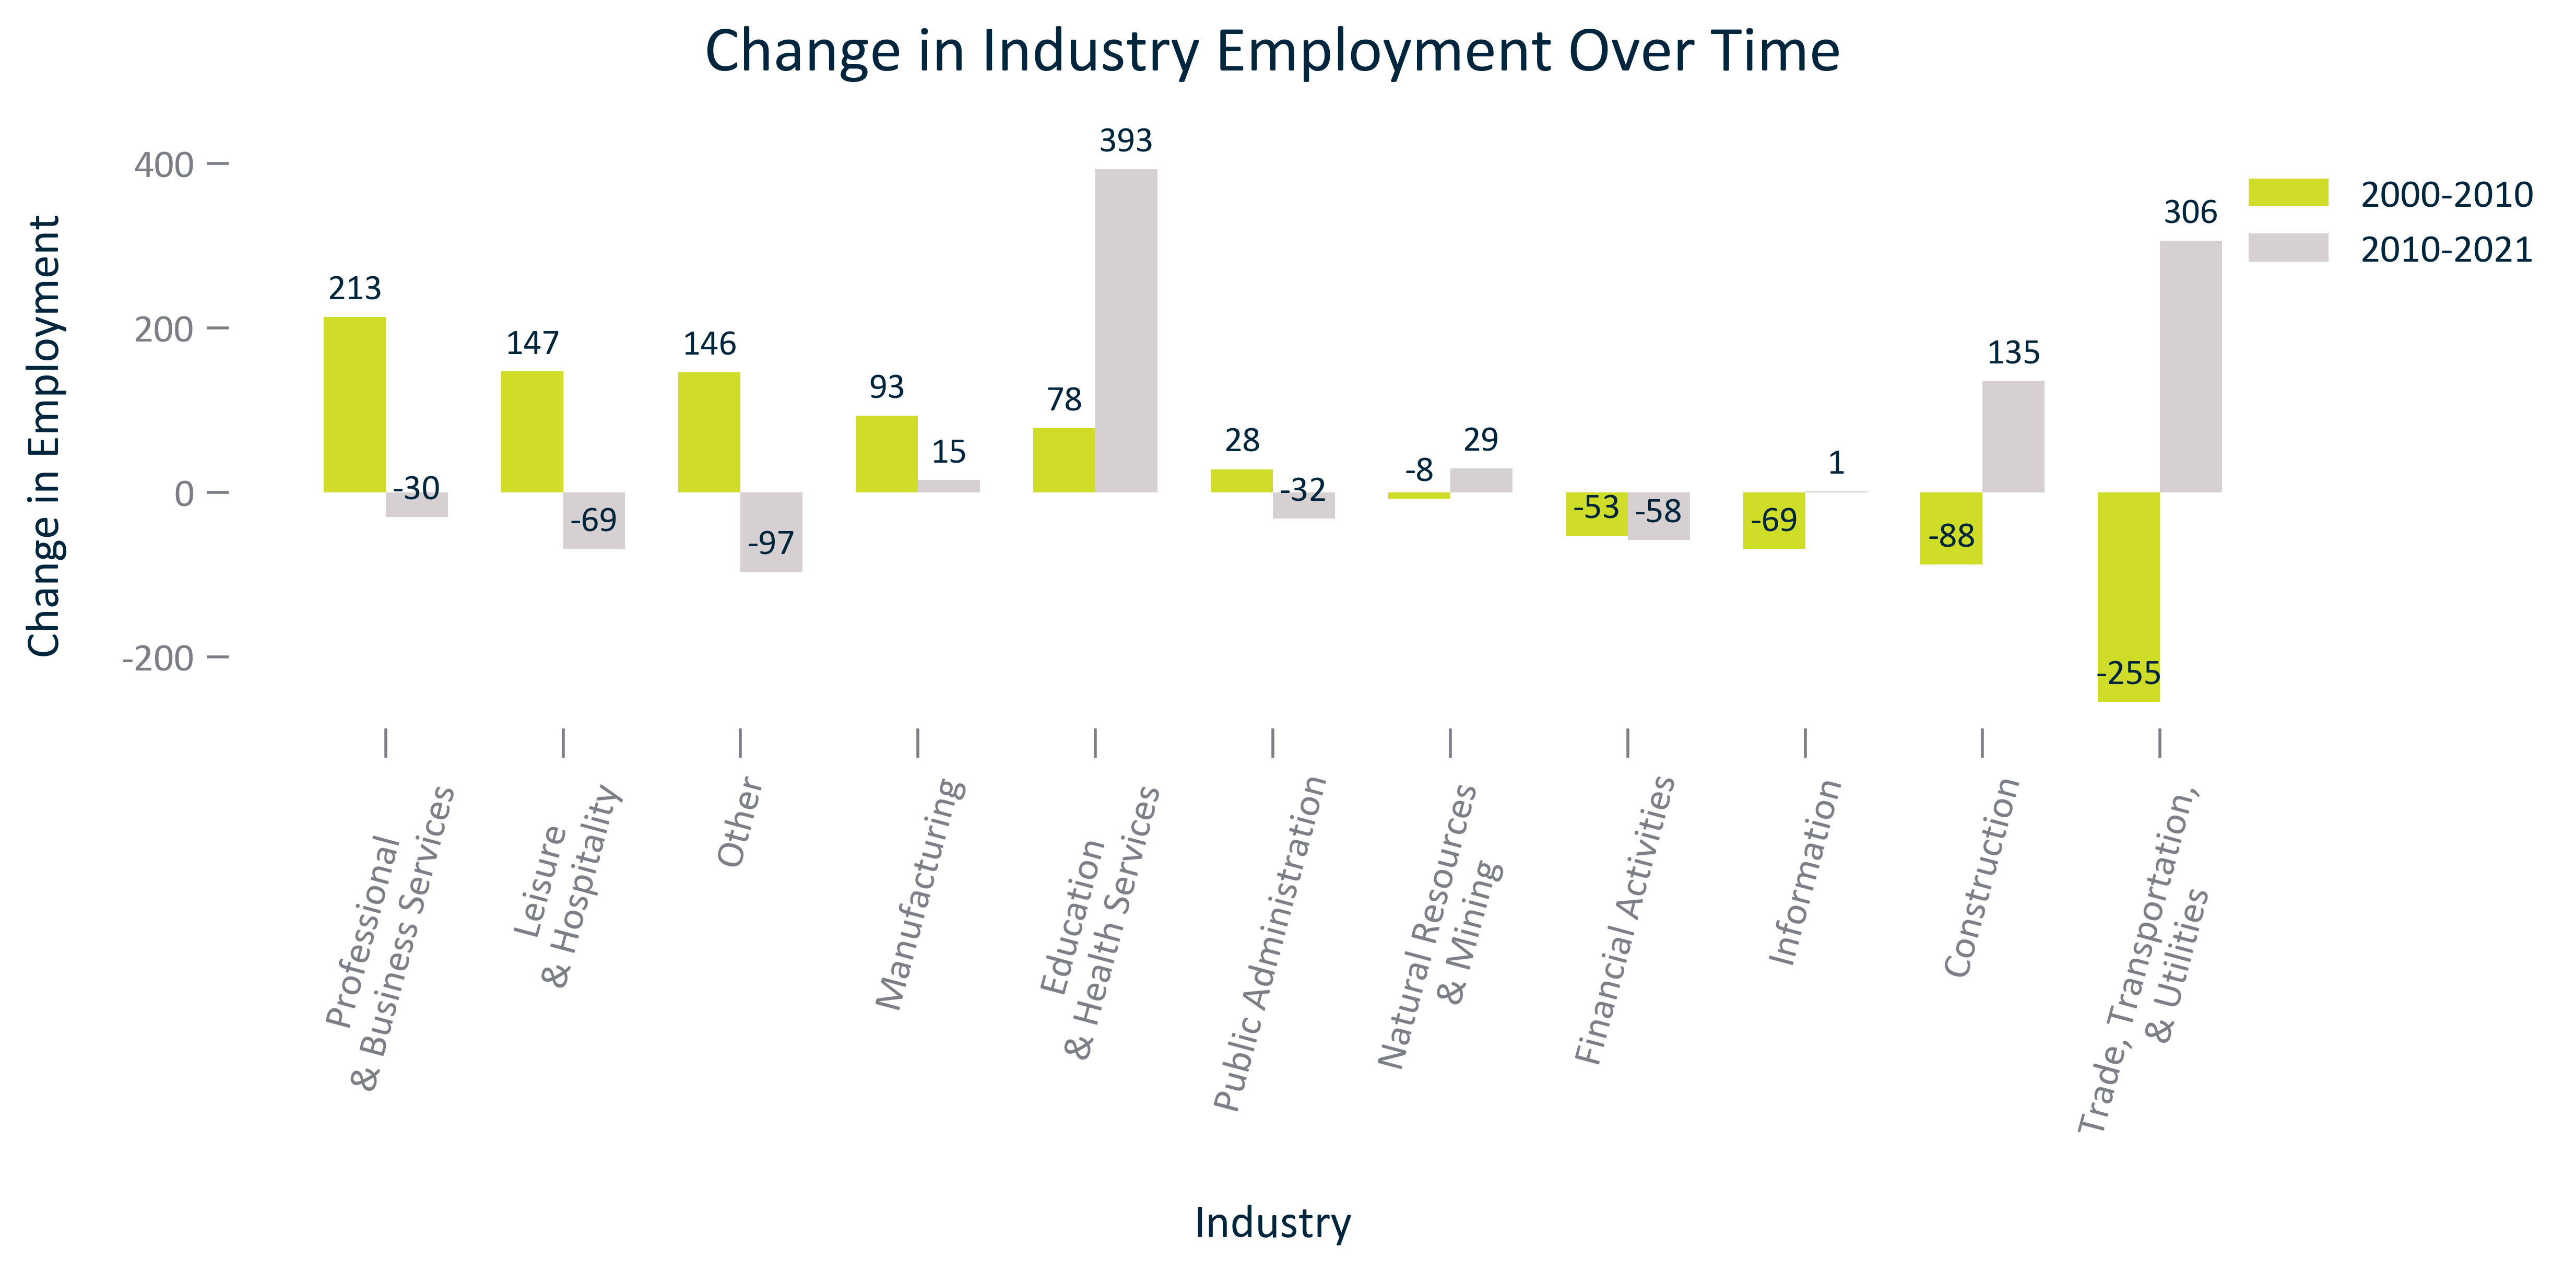 Change in Industry Employment Over Time
Change in Employment
400
200
0
-200
2000-2010
2010-2021
213
-30
147
-69
146
-97
93
15
78
393
28
-32
-8
29
-53
-58
-69
1
-88
135
-255
306
Professional
& Business Services
Leisure
& Hospitality
Other
Manufacturing
Education
& Health Services
Public Administration
Natural Resources
& Mining
Financial Activities
Information
Construction
Trade, Transportation,
& Utilities
Industry